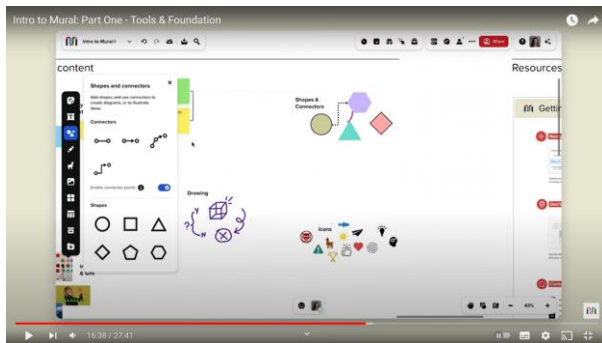 Intro to Mural: Part One - Tools & Foundation
Intro to Mural
Share
content
Resources
Shapes and connectors
Add shapes and use connectors to
create diagrams, or to illustrate
ideas.
Connectors
Enable connector points
Shapes
Shapes &
Connectors
Drawing
? Y
N
Icons
Getti
& turts
43%
16:38 / 27:41